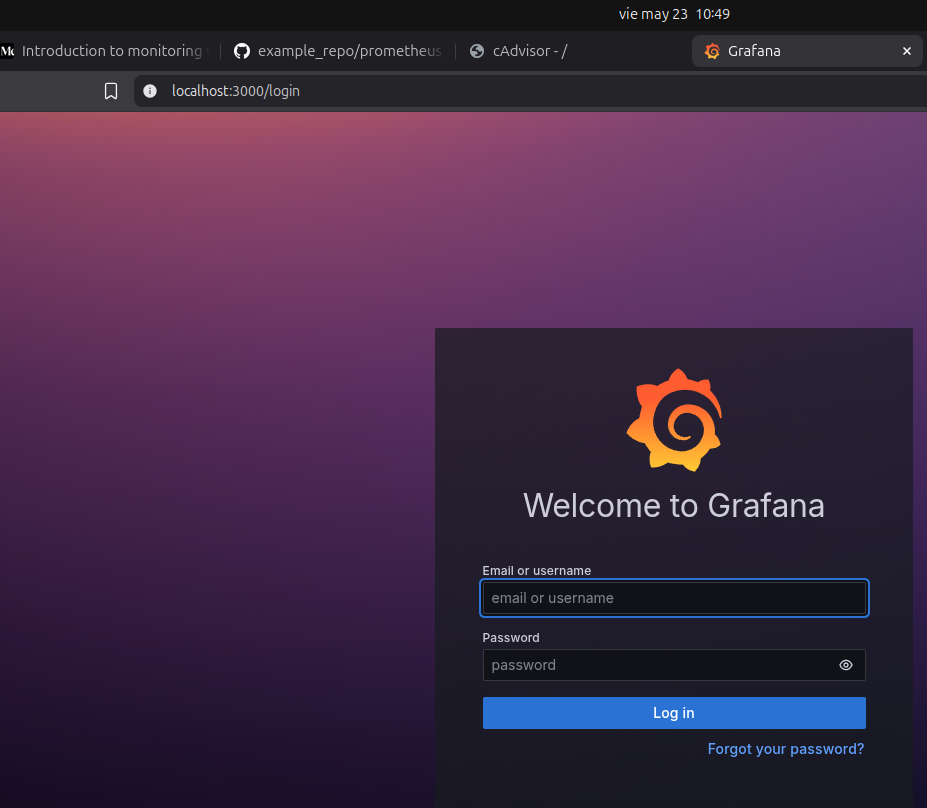 vie may 23 10:49
Introduction to monitoring
example_repo/prometheus
cAdvisor - /
Grafana
localhost:3000/login
Welcome to Grafana
Email or username
email or username
Password
password
Log in
Forgot your password?